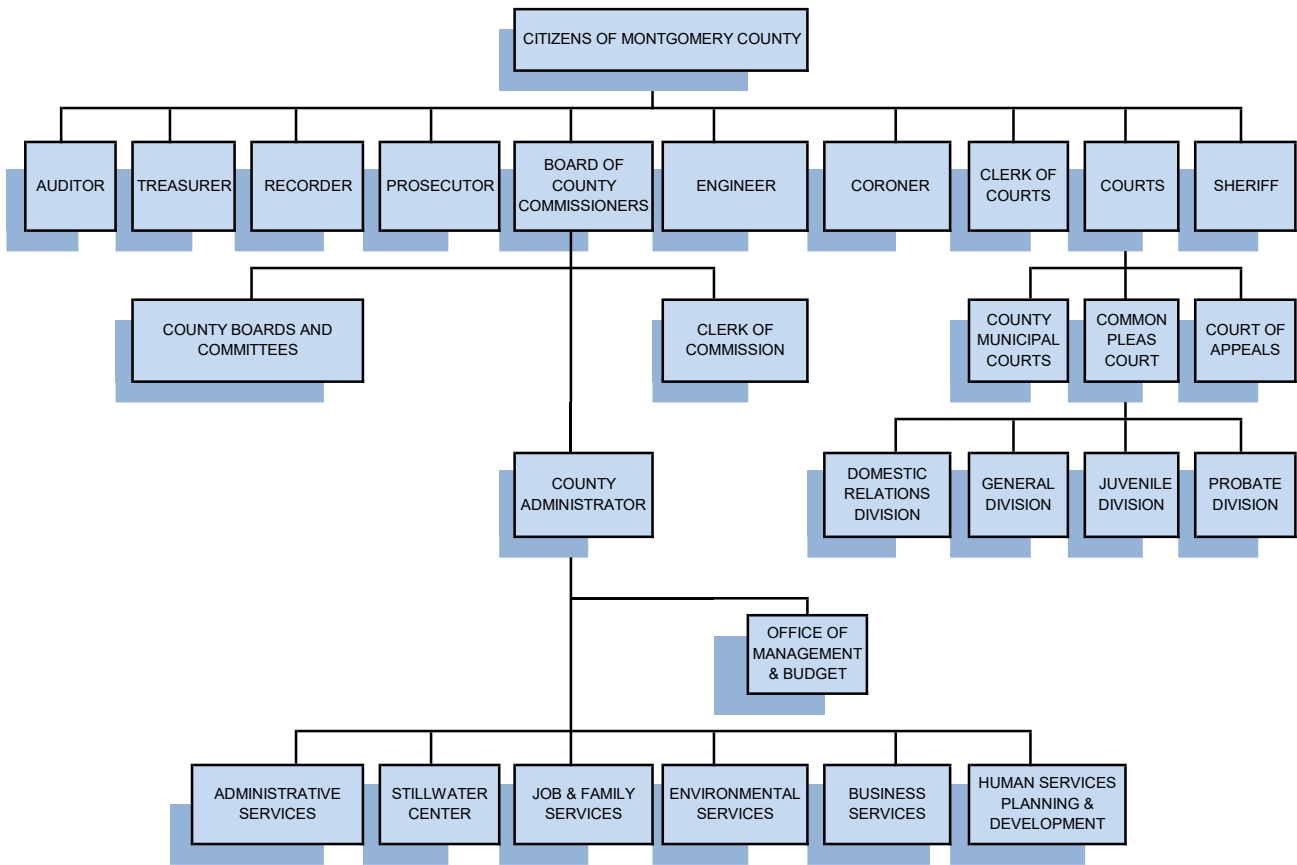 CITIZENS OF MONTGOMERY COUNTY
AUDITOR
TREASURER
RECORDER
PROSECUTOR
BOARD OF
COUNTY
COMMISSIONERS
ENGINEER
CORONER
CLERK OF
COURTS
COURTS
SHERIFF
COUNTY BOARDS AND
COMMITTEES
CLERK OF
COMMISSION
COUNTY
MUNICIPAL
COURTS
COMMON
PLEAS
COURT
COURT OF
APPEALS
COUNTY
ADMINISTRATOR
DOMESTIC
RELATIONS
DIVISION
GENERAL
DIVISION
JUVENILE
DIVISION
PROBATE
DIVISION
OFFICE OF
MANAGEMENT
& BUDGET
ADMINISTRATIVE
SERVICES
STILLWATER
CENTER
JOB & FAMILY
SERVICES
ENVIRONMENTAL
SERVICES
BUSINESS
SERVICES
HUMAN SERVICES
PLANNING &
DEVELOPMENT